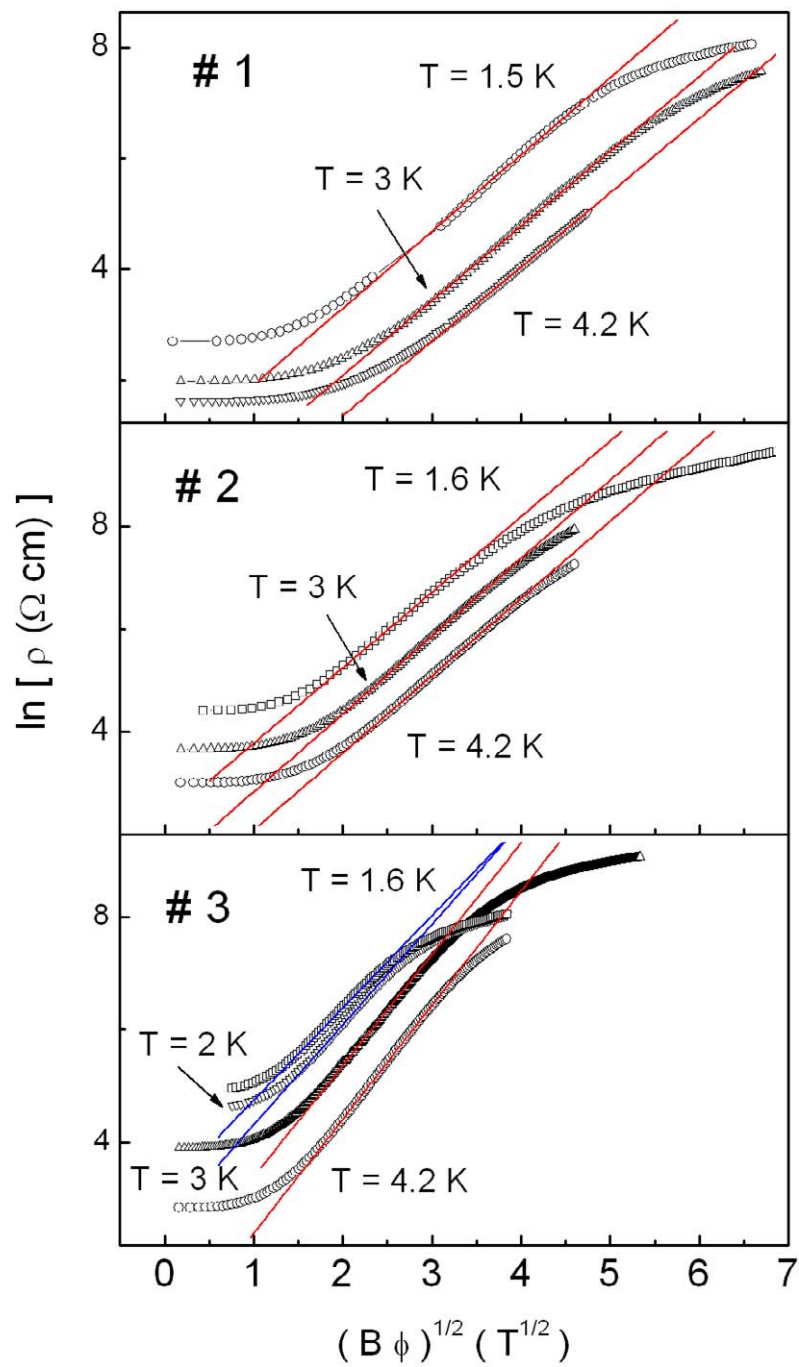 8
# 1
T = 1.5 K
T = 3 K
4
T = 4.2 K
# 2
T = 1.6 K
8
T = 3 K
4
T = 4.2 K
ln [ ρ (Ω cm) ]
T = 1.6 K
8
# 3
T = 2 K
4
T = 3 K
T = 4.2 K
0 1 2 3 4 5 6 7
( B ϕ )^{1/2} (T^{1/2})